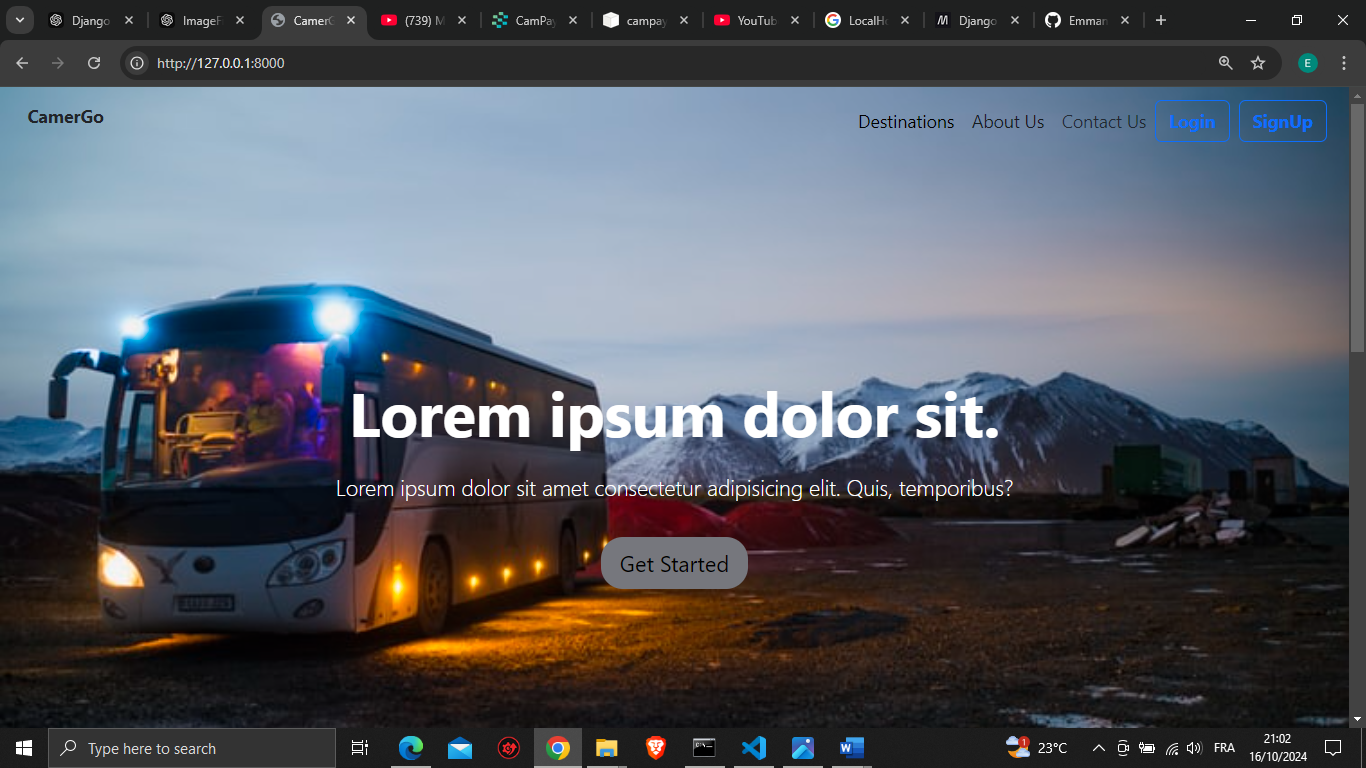 Django
ImageF
CamerG
(739) M
CamPay
campay
YouTub
LocalHo
Django
Emman
http://127.0.0.1:8000
E
CamerGo
Destinations About Us Contact Us Login SignUp
Lorem ipsum dolor sit.
Lorem ipsum dolor sit amet consectetur adipisicing elit. Quis, temporibus?
Get Started
Type here to search
1
23°C
FRA
21:02
16/10/2024